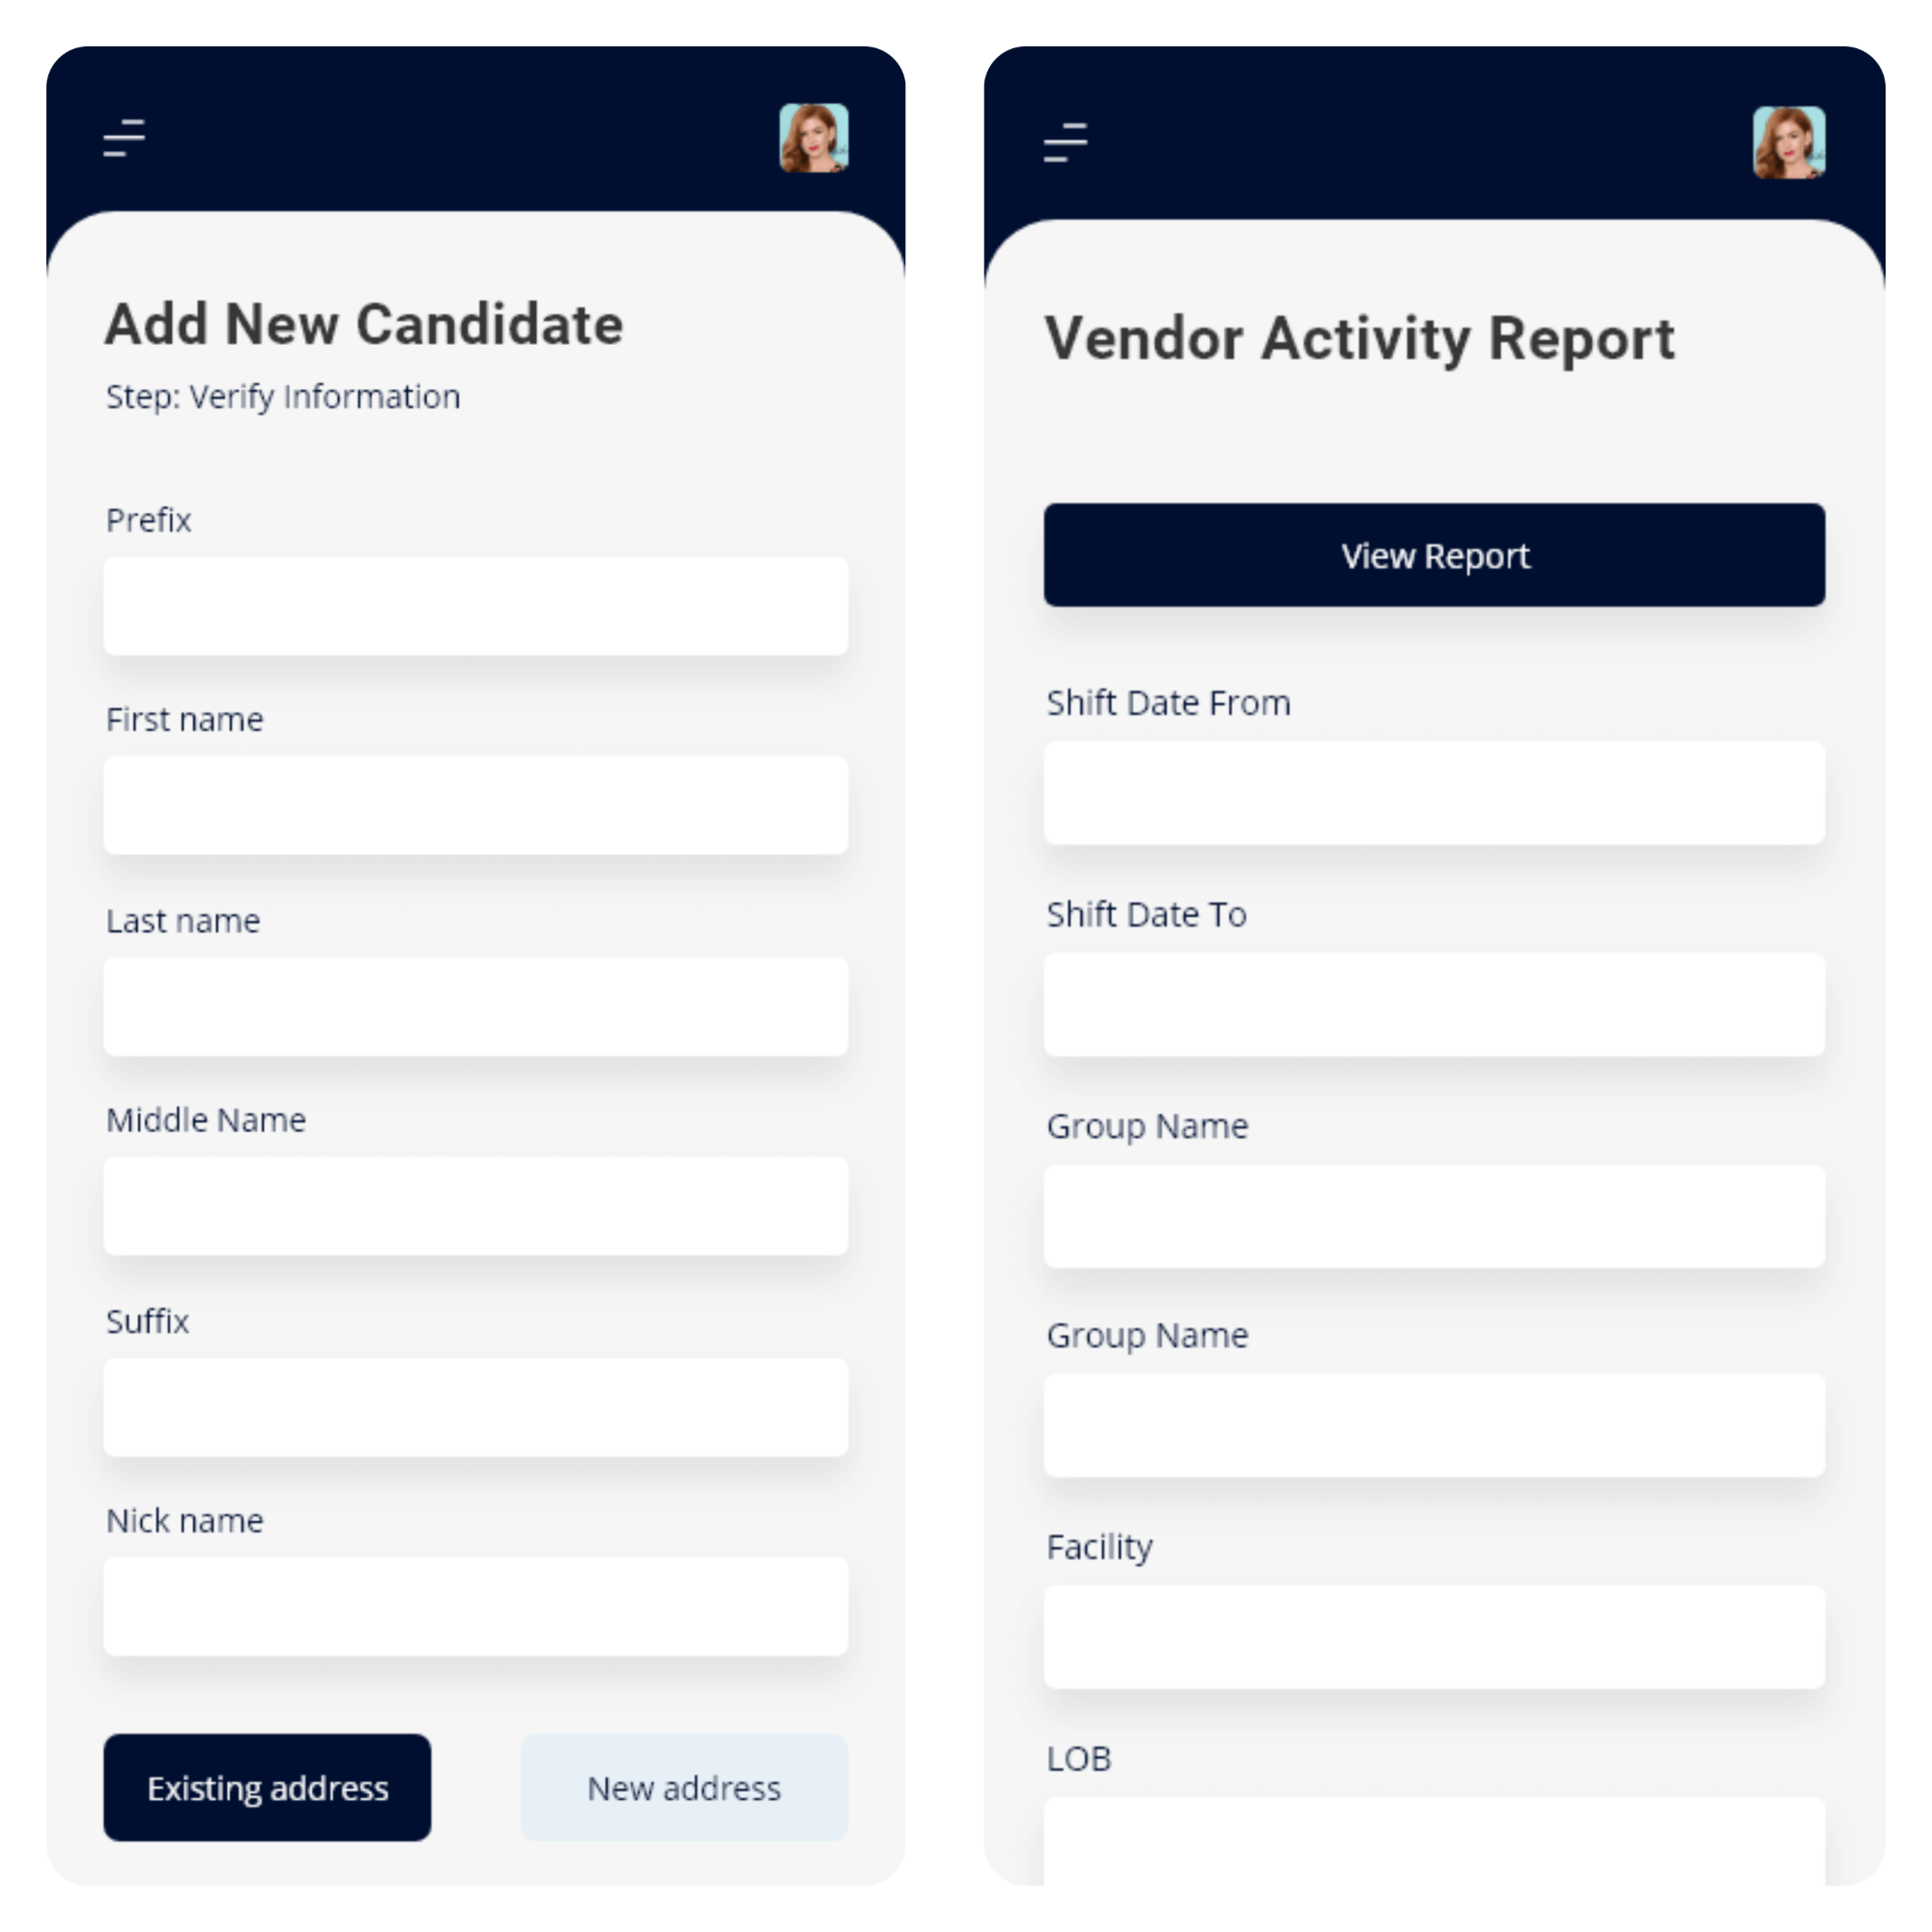 Add New Candidate
Step: Verify Information
Prefix
First name
Last name
Middle Name
Suffix
Nick name
Existing address
New address
Vendor Activity Report
View Report
Shift Date From
Shift Date To
Group Name
Group Name
Facility
LOB